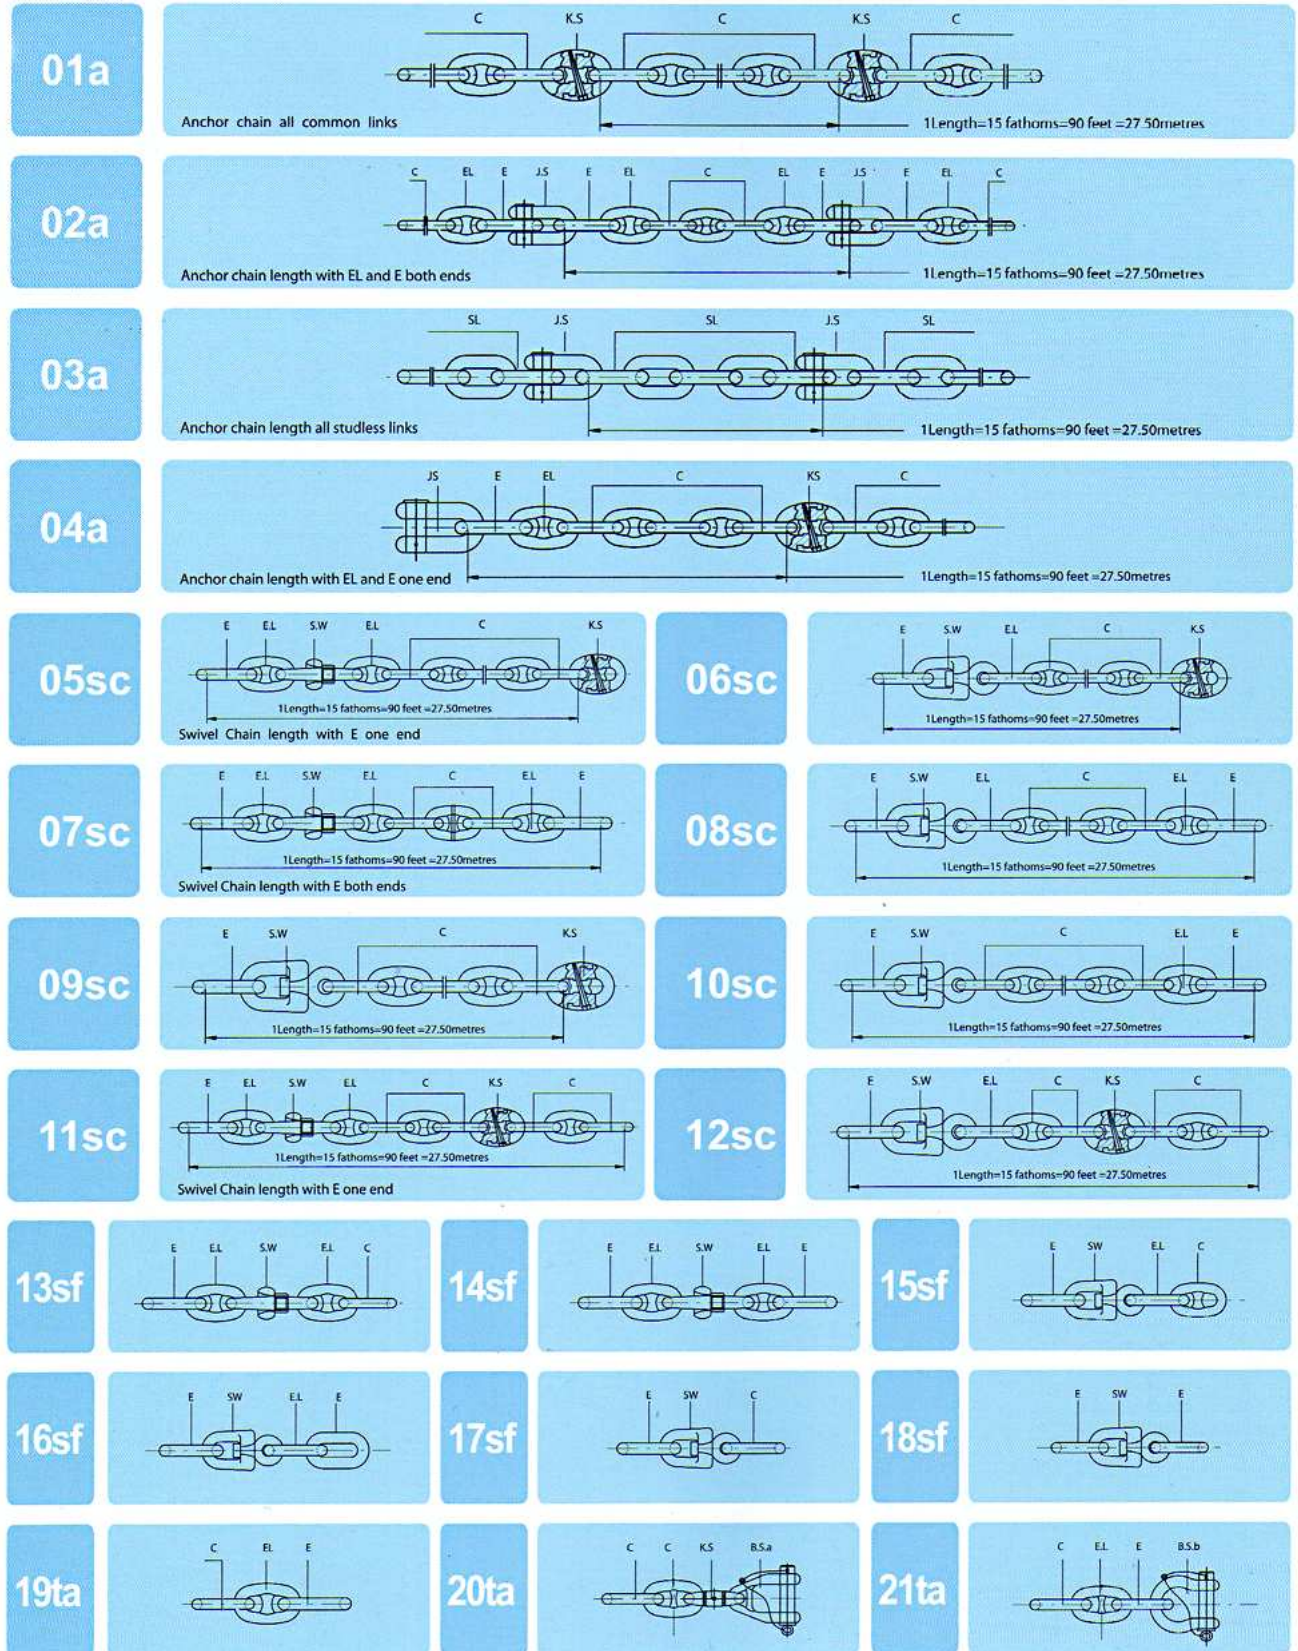 01a
C K.S C K.S C
Anchor chain all common links
1Length=15 fathoms=90 feet =27.50metres
02a
C EL E J.S E EL C EL E J.S E EL C
Anchor chain length with EL and E both ends
1Length=15 fathoms=90 feet =27.50metres
03a
SL J.S SL J.S SL
Anchor chain length all studless links
1Length=15 fathoms=90 feet =27.50metres
04a
JS E EL C KS C
Anchor chain length with EL and E one end
1Length=15 fathoms=90 feet =27.50metres
05sc
E E.L S.W E.L C K.S
1Length=15 fathoms=90 feet =27.50metres
Swivel Chain length with E one end
06sc
E S.W E.L C K.S
1Length=15 fathoms=90 feet =27.50metres
07sc
E E.L S.W E.L C E.L E
1Length=15 fathoms=90 feet =27.50metres
Swivel Chain length with E both ends
08sc
E S.W E.L C E.L E
1Length=15 fathoms=90 feet =27.50metres
09sc
E S.W C K.S
1Length=15 fathoms=90 feet =27.50metres
10sc
E S.W C E.L E
1Length=15 fathoms=90 feet =27.50metres
11sc
E E.L S.W E.L C K.S C
1Length=15 fathoms=90 feet =27.50metres
Swivel Chain length with E one end
12sc
E S.W E.L C K.S C
1Length=15 fathoms=90 feet =27.50metres
13sf
E E.L S.W E.L C
14sf
E E.L S.W E.L E
15sf
E SW E.L C
16sf
E SW E.L E
17sf
E SW C
18sf
E SW E
19ta
C EL E
20ta
C C K.S B.S.a
21ta
C E.L E B.S.b